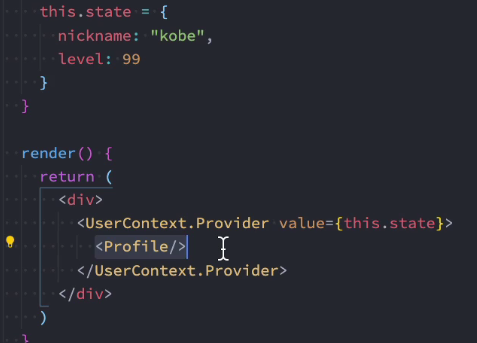 this.state = {
nickname: "kobe",
level: 99
}
}
render() {
return (
<div>
<UserContext.Provider value={this.state}>
<Profile/>
</UserContext.Provider>
</div>
)
}